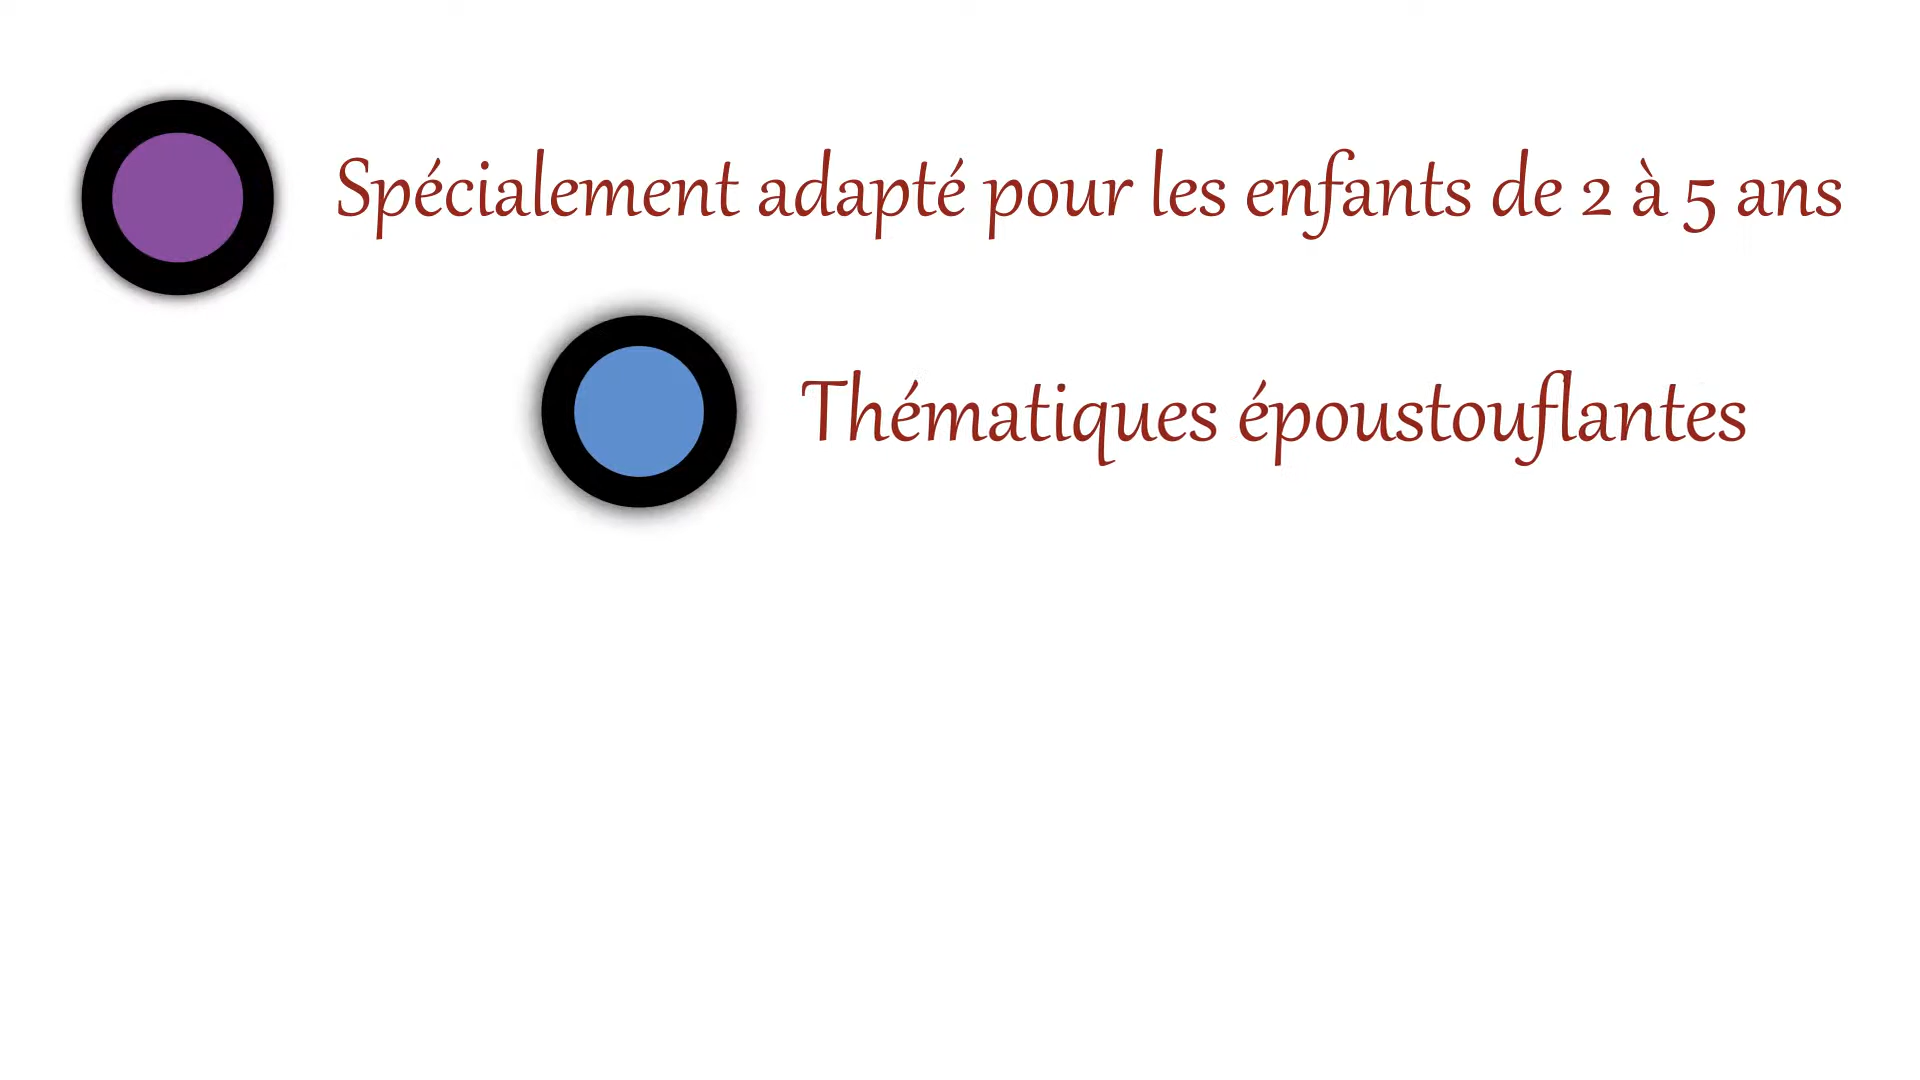 Spécialement adapté pour les enfants de 2 à 5 ans
Thématiques époustouflantes